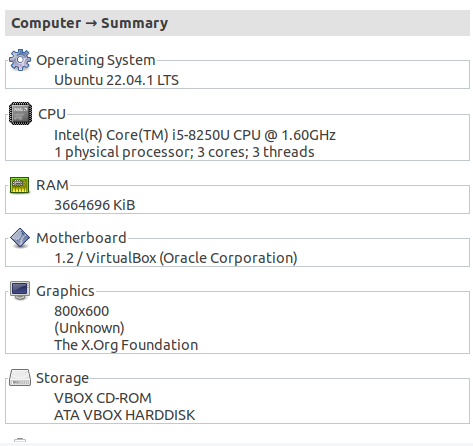 Computer → Summary
Operating System
Ubuntu 22.04.1 LTS
CPU
Intel(R) Core(TM) i5-8250U CPU @ 1.60GHz
1 physical processor; 3 cores; 3 threads
RAM
3664696 KiB
Motherboard
1.2 / VirtualBox (Oracle Corporation)
Graphics
800x600
(Unknown)
The X.Org Foundation
Storage
VBOX CD-ROM
ATA VBOX HARDDISK